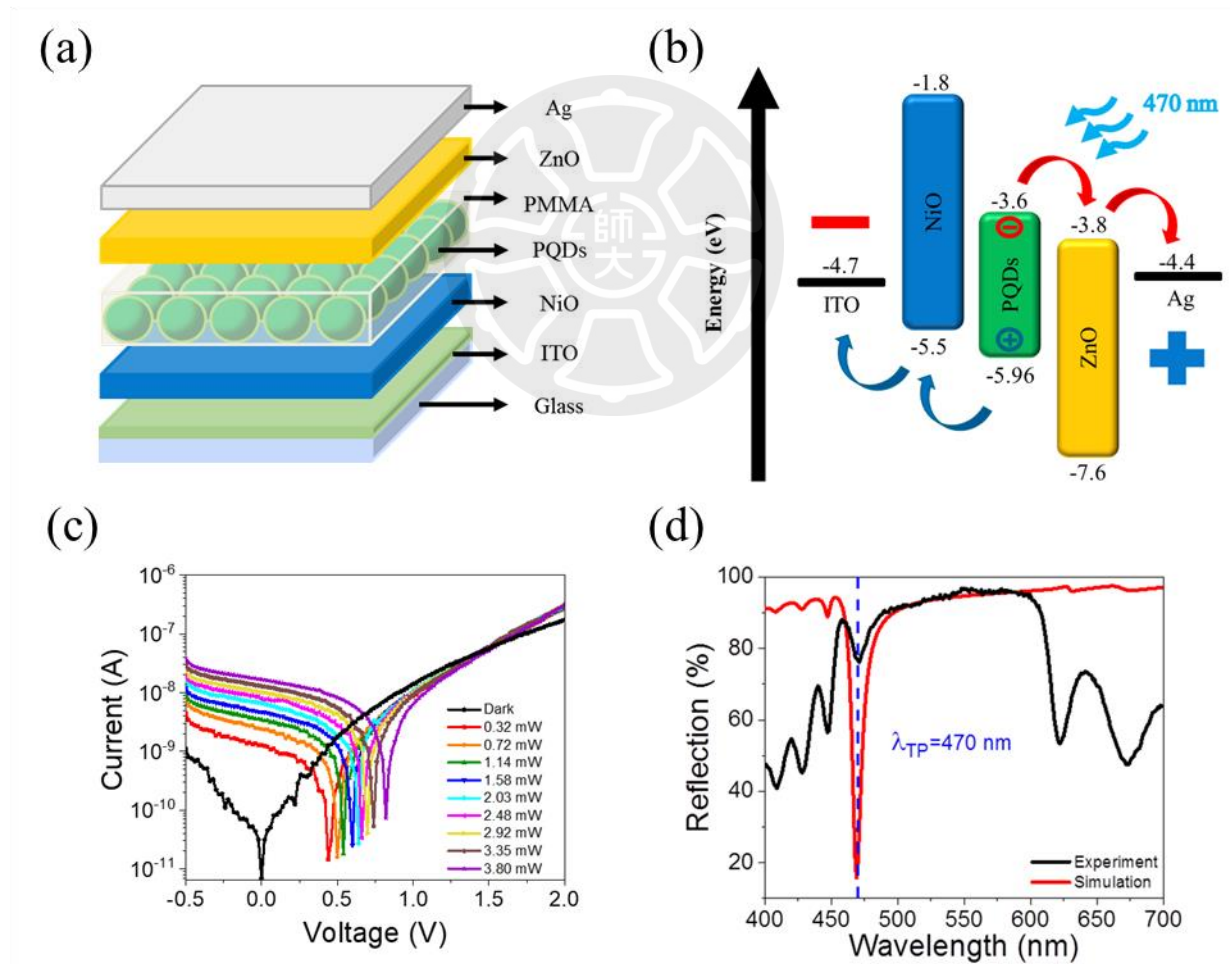 (a)
Ag
ZnO
PMMA
PQDs
NiO
ITO
Glass
師
大
(b)
Energy (eV)
470 nm
-1.8
NiO
-5.5
-4.7
ITO
-3.6
PQDs
-5.96
-3.8
ZnO
-7.6
-4.4
Ag
(c)
Current (A)
10⁻⁶
10⁻⁷
10⁻⁸
10⁻⁹
10⁻¹⁰
10⁻¹¹
Dark
0.32 mW
0.72 mW
1.14 mW
1.58 mW
2.03 mW
2.48 mW
2.92 mW
3.35 mW
3.80 mW
-0.5 0.0 0.5 1.0 1.5 2.0
Voltage (V)
(d)
Reflection (%)
100
80
60
40
20
λTP=470 nm
Experiment
Simulation
400 450 500 550 600 650 700
Wavelength (nm)